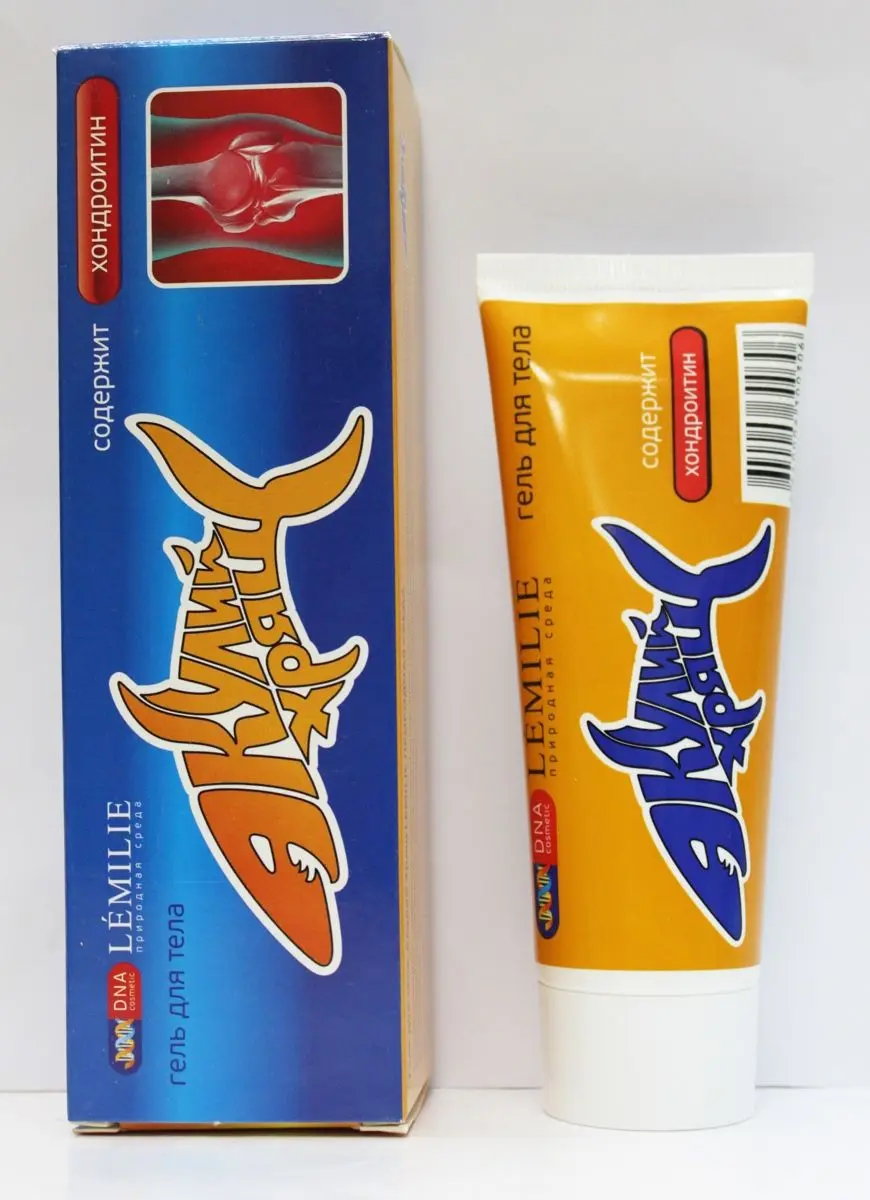 содержит хондроитин
Акулий
хрящ
DNA
cosmetic
LÉMILIE
природная среда
гель для тела
гель для тела
содержит
хондроитин
Акулий
хрящ
DNA
cosmetic
LÉMILIE
природная среда